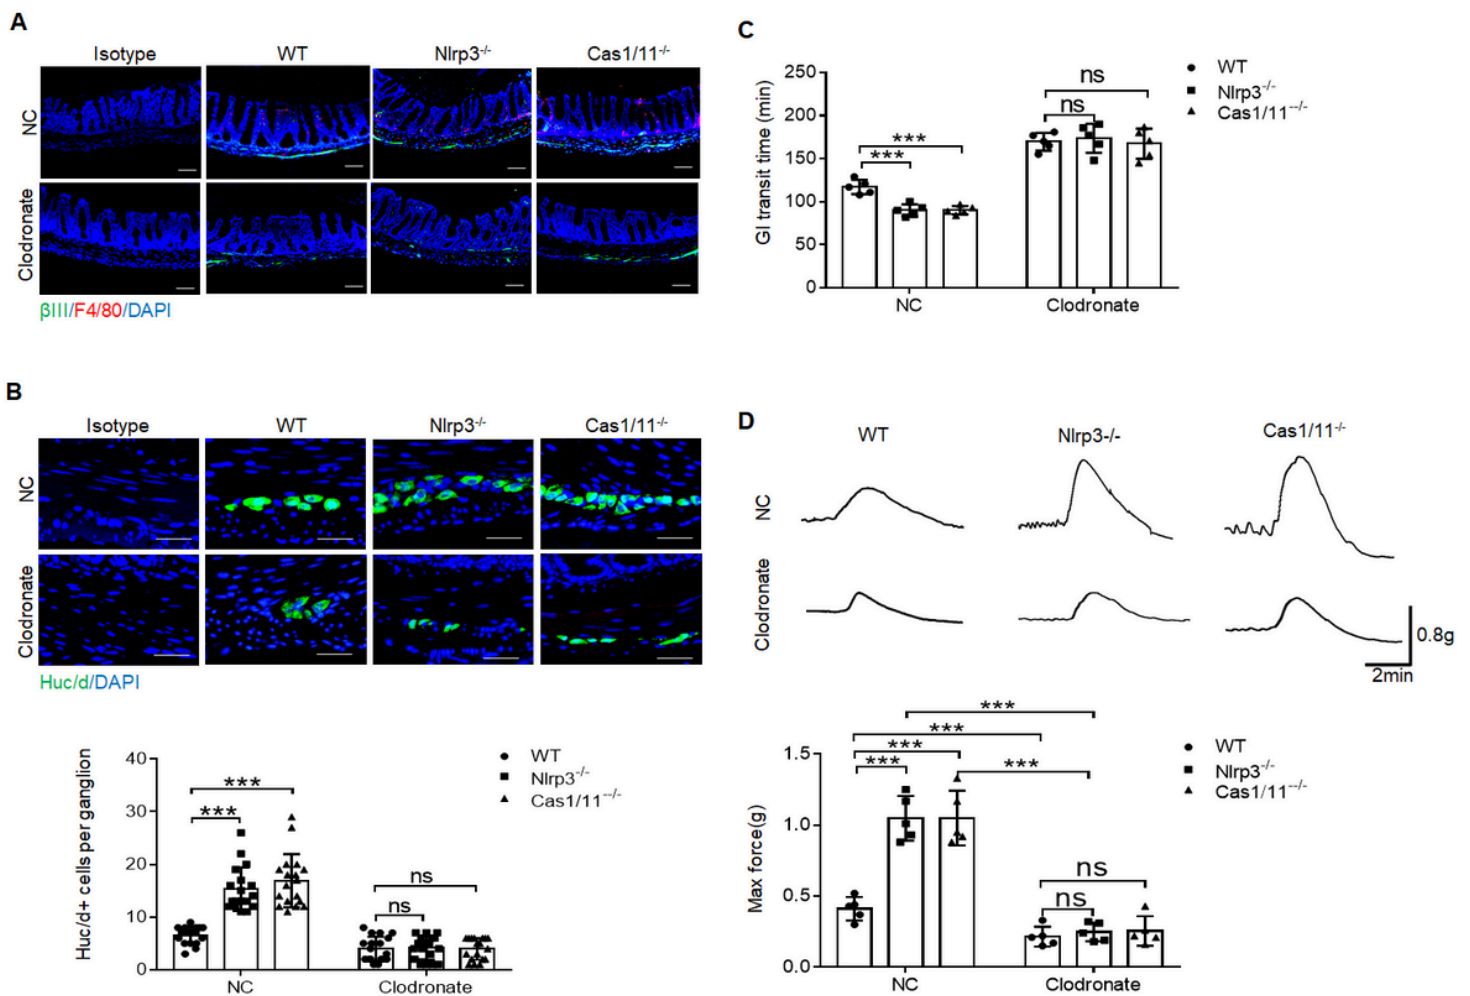 A
Isotype WT Nlrp3-/- Cas1/11-/-
NC
Clodronate
βIII/F4/80/DAPI
B
Isotype WT Nlrp3-/- Cas1/11-/-
NC
Clodronate
Huc/d/DAPI
Huc/d+ cells per ganglion
40
30
20
10
0
***
***
ns
ns
NC Clodronate
WT
Nlrp3-/-
Cas1/11--/-
C
GI transit time (min)
250
200
150
100
50
0
***
***
ns
ns
NC Clodronate
WT
Nlrp3-/-
Cas1/11--/-
D
WT Nlrp3-/- Cas1/11-/-
NC
Clodronate
0.8g
2min
Max force(g)
1.5
1.0
0.5
0.0
***
***
***
***
***
ns
ns
NC Clodronate
WT
Nlrp3-/-
Cas1/11--/-